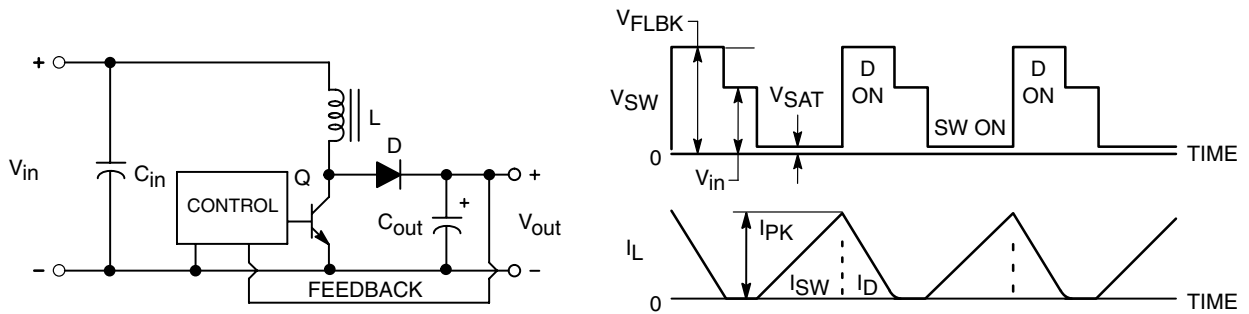 +
L
D
V_in
C_in
Q
CONTROL
+
C_out
+
V_out
−
−
FEEDBACK
V_FLBK
V_SW
D
ON
V_SAT
SW ON
D
ON
0
V_in
TIME
I_L
I_PK
I_SW
I_D
0
TIME